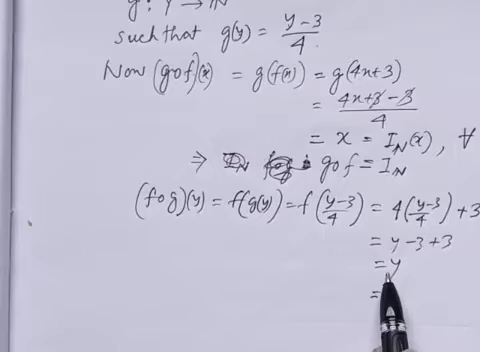 g: Y → N
such that g(y) = (y-3)/4.
Now (gof)(x) = g(f(x)) = g(4x+3)
= (4x+3-3)/4
= x = I_N(x), ∀
⇒ gof = I_N
(fog)(y) = f(g(y)) = f((y-3)/4) = 4((y-3)/4) + 3
= y-3+3
= y
=